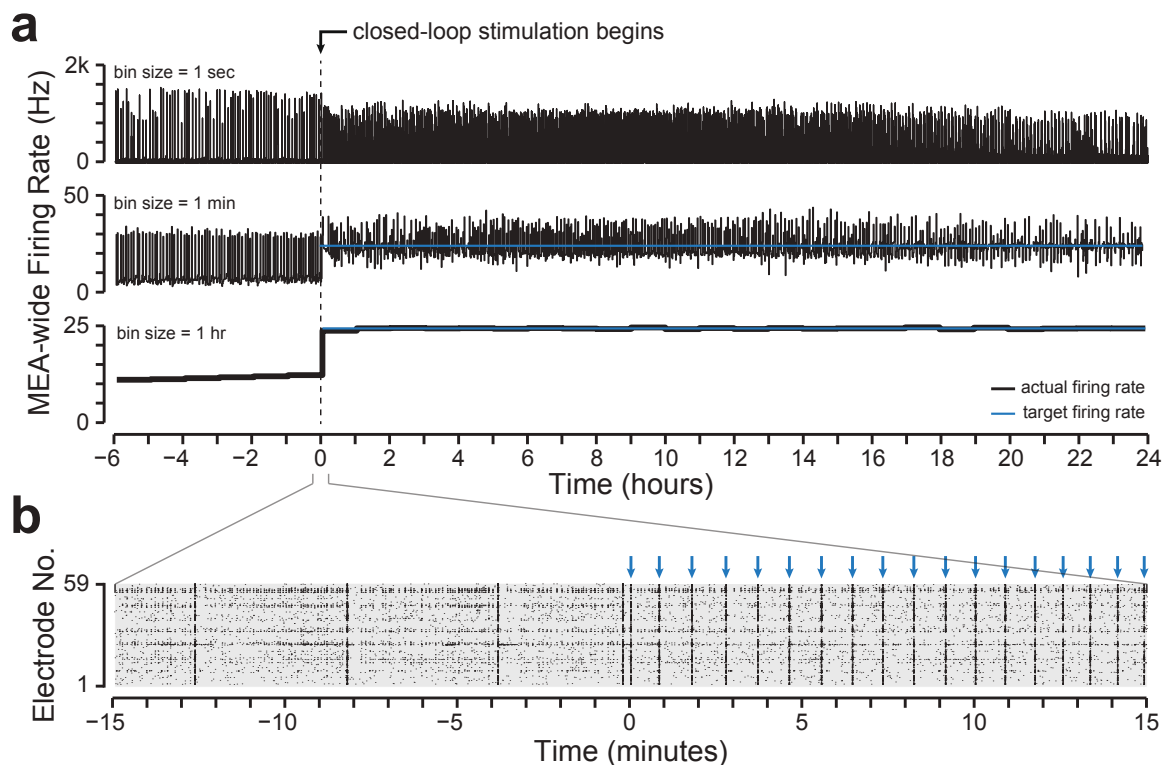 a
closed-loop stimulation begins
MEA-wide Firing Rate (Hz)
2k
bin size = 1 sec
0
50
bin size = 1 min
0
25
bin size = 1 hr
actual firing rate
target firing rate
0
−6 −4 −2 0 2 4 6 8 10 12 14 16 18 20 22 24
Time (hours)
b
Electrode No.
59
1
−15 −10 −5 0 5 10 15
Time (minutes)